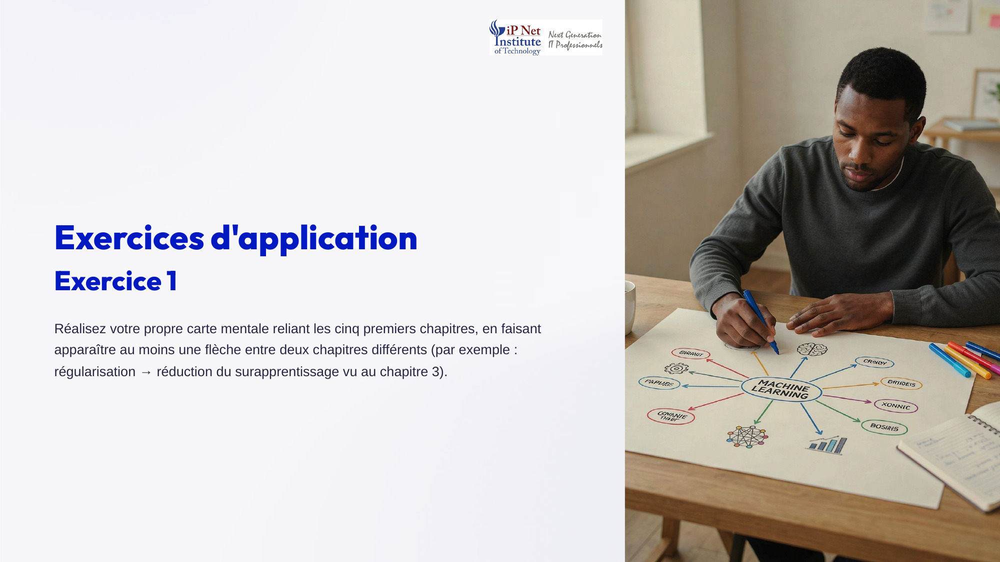 iP Net
Institute
of Technology
Next Generation
IT Professionnels
Exercices d'application
Exercice 1
Réalisez votre propre carte mentale reliant les cinq premiers chapitres, en faisant
apparaître au moins une flèche entre deux chapitres différents (par exemple :
régularisation → réduction du surapprentissage vu au chapitre 3).
MACHINE
LEARNING
XONNIC
BOSINS